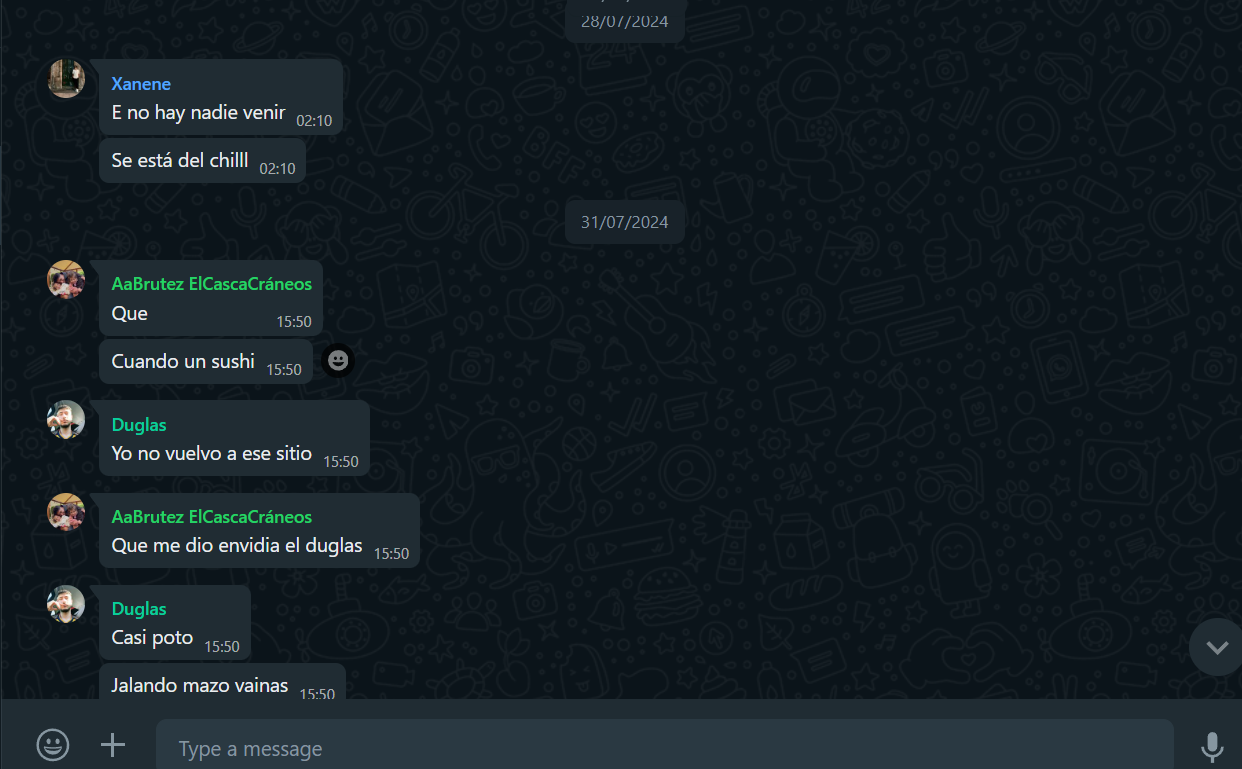 28/07/2024
Xanene
E no hay nadie venir 02:10
Se está del chilll 02:10
31/07/2024
AaBrutez ElCascaCráneos
Que 15:50
Cuando un sushi 15:50
Duglas
Yo no vuelvo a ese sitio 15:50
AaBrutez ElCascaCráneos
Que me dio envidia el duglas 15:50
Duglas
Casi poto 15:50
Jalando mazo vainas 15:50
Type a message